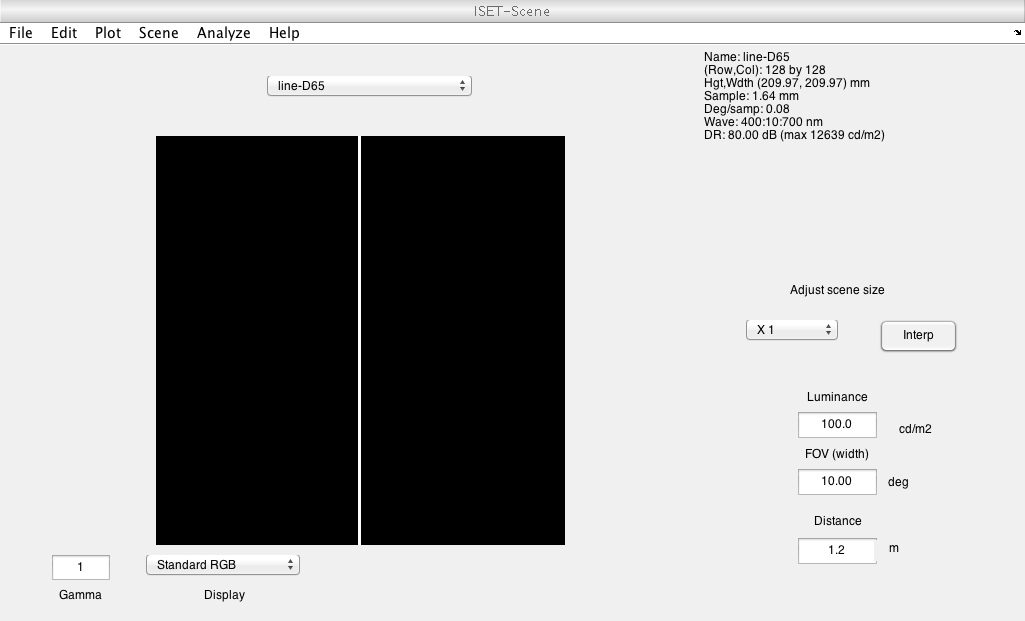 ISET-Scene
File Edit Plot Scene Analyze Help
line-D65
Name: line-D65
(Row,Col): 128 by 128
Hgt,Wdth (209.97, 209.97) mm
Sample: 1.64 mm
Deg/samp: 0.08
Wave: 400:10:700 nm
DR: 80.00 dB (max 12639 cd/m2)
Adjust scene size
X 1
Interp
Luminance
100.0 cd/m2
FOV (width)
10.00 deg
Distance
1.2 m
1 Standard RGB
Gamma Display